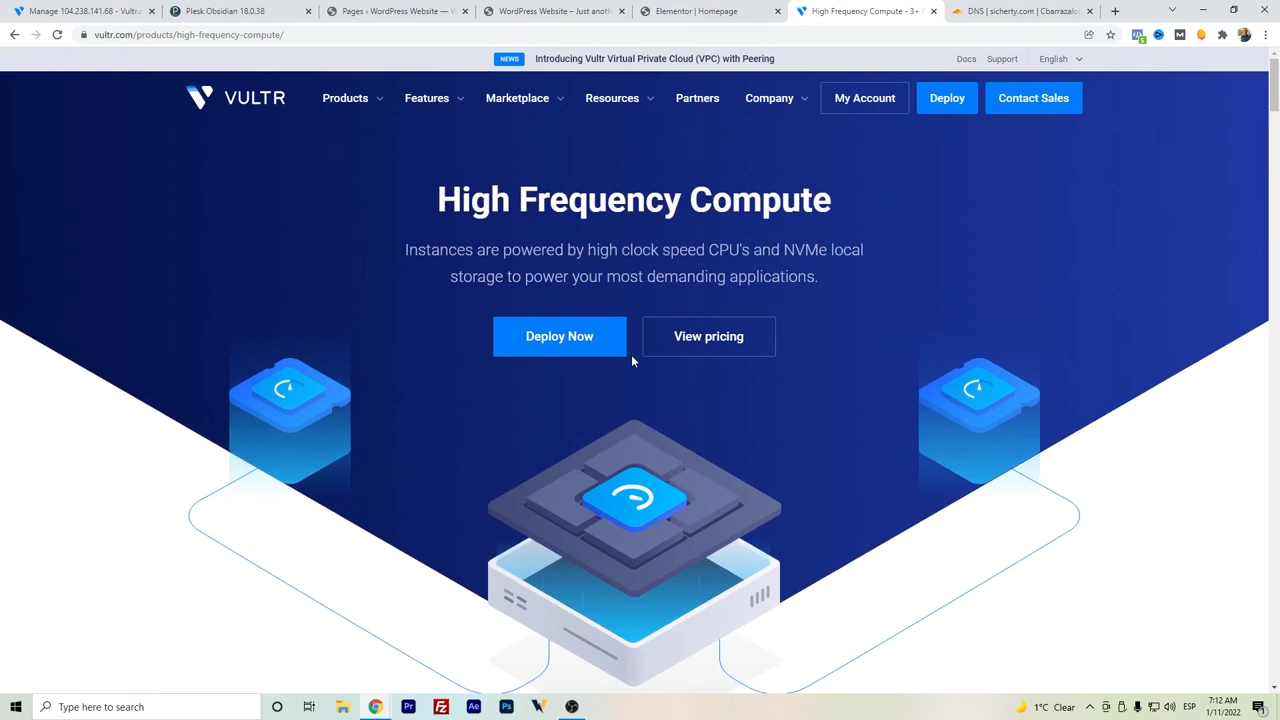 Manage 104.238.141.68 - Vultr.c
Plesk Obsidian 18.0.38
Pages ‹ WordPress Website — W
WordPress Website – Just anoth
Elementor | Homepage
High Frequency Compute - 3+ G
DNS | sicherty.com | Cbarrazalo
vultr.com/products/high-frequency-compute/
NEWS Introducing Vultr Virtual Private Cloud (VPC) with Peering
Docs Support English
VULTR
Products Features Marketplace Resources Partners Company My Account Deploy Contact Sales
High Frequency Compute
Instances are powered by high clock speed CPU's and NVMe local
storage to power your most demanding applications.
Deploy Now View pricing
Type here to search
Pr Fz Ae Ps
1°C Clear
ESP
7:12 AM
1/11/2022